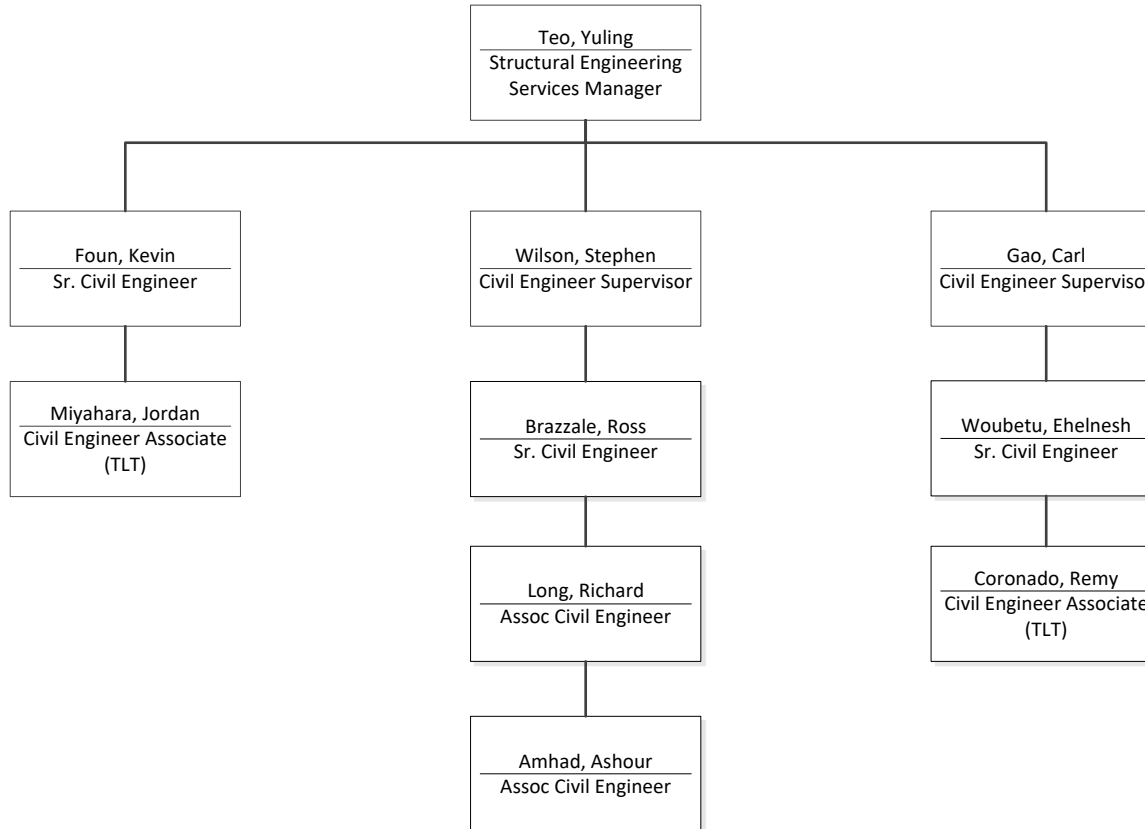 Teo, Yuling
Structural Engineering
Services Manager
Foun, Kevin
Sr. Civil Engineer
Wilson, Stephen
Civil Engineer Supervisor
Gao, Carl
Civil Engineer Superviso
Miyahara, Jordan
Civil Engineer Associate
(TLT)
Brazzale, Ross
Sr. Civil Engineer
Woubetu, Ehelnesh
Sr. Civil Engineer
Long, Richard
Assoc Civil Engineer
Coronado, Remy
Civil Engineer Associate
(TLT)
Amhad, Ashour
Assoc Civil Engineer